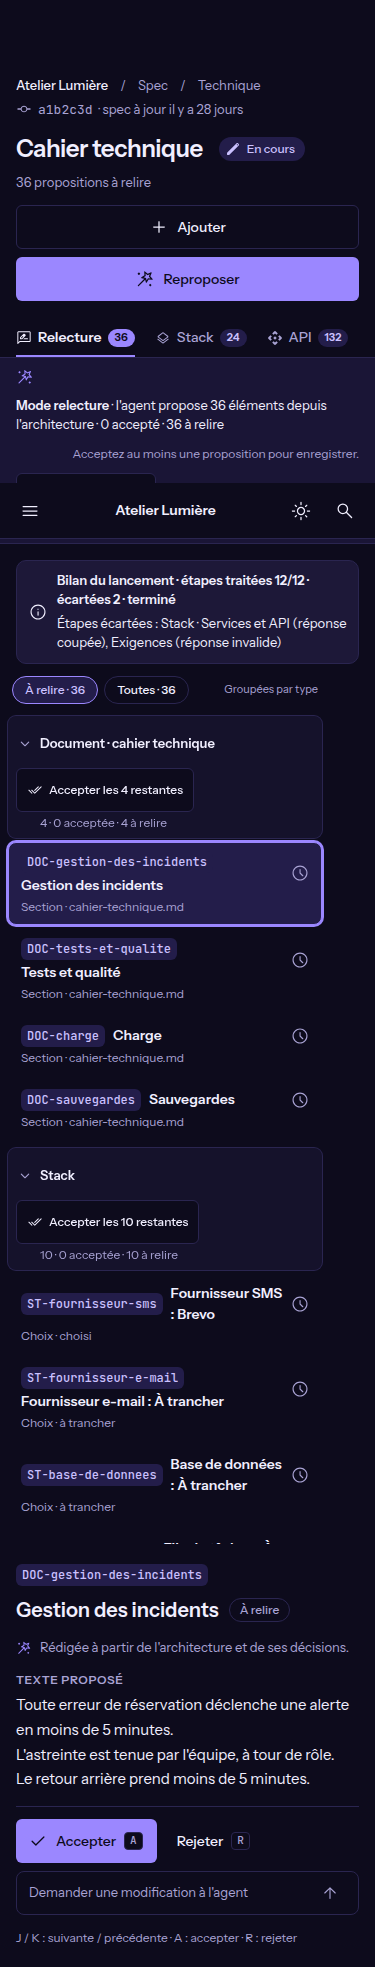 Atelier Lumière / Spec / Technique
a1b2c3d · spec à jour il y a 28 jours
Cahier technique En cours
36 propositions à relire
Ajouter
Reproposer
Relecture 36 Stack 24 API 132
Mode relecture · l'agent propose 36 éléments depuis
l'architecture · 0 accepté · 36 à relire
Acceptez au moins une proposition pour enregistrer.
Atelier Lumière
Bilan du lancement · étapes traitées 12/12 ·
écartées 2 · terminé
Étapes écartées : Stack · Services et API (réponse
coupée), Exigences (réponse invalide)
À relire · 36 Toutes · 36 Groupées par type
Document · cahier technique
Accepter les 4 restantes
4 · 0 acceptée · 4 à relire
DOC-gestion-des-incidents
Gestion des incidents
Section · cahier-technique.md
DOC-tests-et-qualite
Tests et qualité
Section · cahier-technique.md
DOC-charge Charge
Section · cahier-technique.md
DOC-sauvegardes Sauvegardes
Section · cahier-technique.md
Stack
Accepter les 10 restantes
10 · 0 acceptée · 10 à relire
ST-fournisseur-sms Fournisseur SMS
: Brevo
Choix · choisi
ST-fournisseur-e-mail
Fournisseur e-mail : À trancher
Choix · à trancher
ST-base-de-donnees Base de données
: À trancher
Choix · à trancher
DOC-gestion-des-incidents
Gestion des incidents À relire
Rédigée à partir de l'architecture et de ses décisions.
TEXTE PROPOSÉ
Toute erreur de réservation déclenche une alerte
en moins de 5 minutes.
L'astreinte est tenue par l'équipe, à tour de rôle.
Le retour arrière prend moins de 5 minutes.
Accepter A Rejeter R
Demander une modification à l'agent
J / K : suivante / précédente · A : accepter · R : rejeter